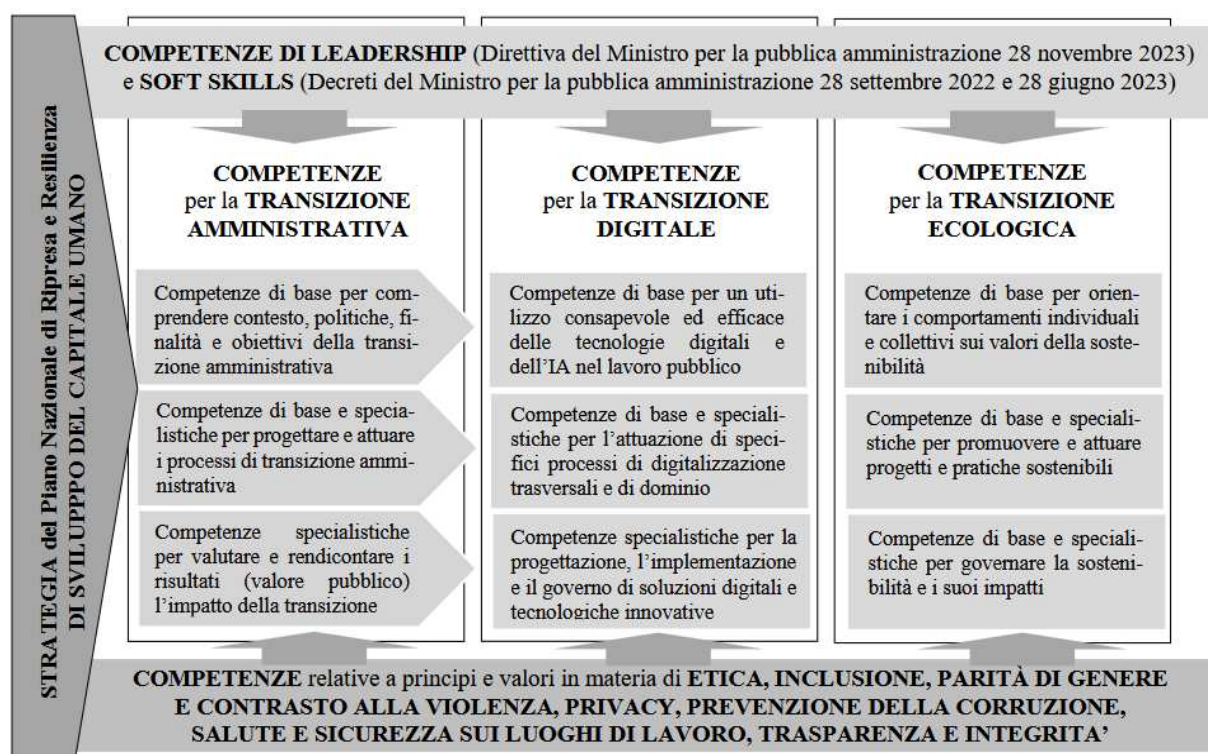 STRATEGIA del Piano Nazionale di Ripresa e Resilienza
DI SVILUPPO DEL CAPITALE UMANO
COMPETENZE DI LEADERSHIP (Direttiva del Ministro per la pubblica amministrazione 28 novembre 2023)
e SOFT SKILLS (Decreti del Ministro per la pubblica amministrazione 28 settembre 2022 e 28 giugno 2023)
COMPETENZE
per la TRANSIZIONE
AMMINISTRATIVA
Competenze di base per com-
prendere contesto, politiche, fi-
nalità e obiettivi della transi-
zione amministrativa
Competenze di base e specia-
listiche per progettare e attuare
i processi di transizione ammi-
nistrativa
Competenze specialistiche
per valutare e rendicontare i
risultati (valore pubblico)
l’impatto della transizione
COMPETENZE
per la TRANSIZIONE
DIGITALE
Competenze di base per un uti-
lizzo consapevole ed efficace
delle tecnologie digitali e
dell’IA nel lavoro pubblico
Competenze di base e speciali-
stiche per l’attuazione di speci-
fici processi di digitalizzazione
trasversali e di dominio
Competenze specialistiche per la
progettazione, l’implementazione
e il governo di soluzioni digitali e
tecnologiche innovative
COMPETENZE
per la TRANSIZIONE
ECOLOGICA
Competenze di base per orien-
tare i comportamenti individuali
e collettivi sui valori della soste-
nibilità
Competenze di base e speciali-
stiche per promuovere e attuare
progetti e pratiche sostenibili
Competenze di base e speciali-
stiche per governare la sosteni-
bilità e i suoi impatti
COMPETENZE relative a principi e valori in materia di ETICA, INCLUSIONE, PARITÀ DI GENERE
E CONTRASTO ALLA VIOLENZA, PRIVACY, PREVENZIONE DELLA CORRUZIONE,
SALUTE E SICUREZZA SUI LUOGHI DI LAVORO, TRASPARENZA E INTEGRITA’